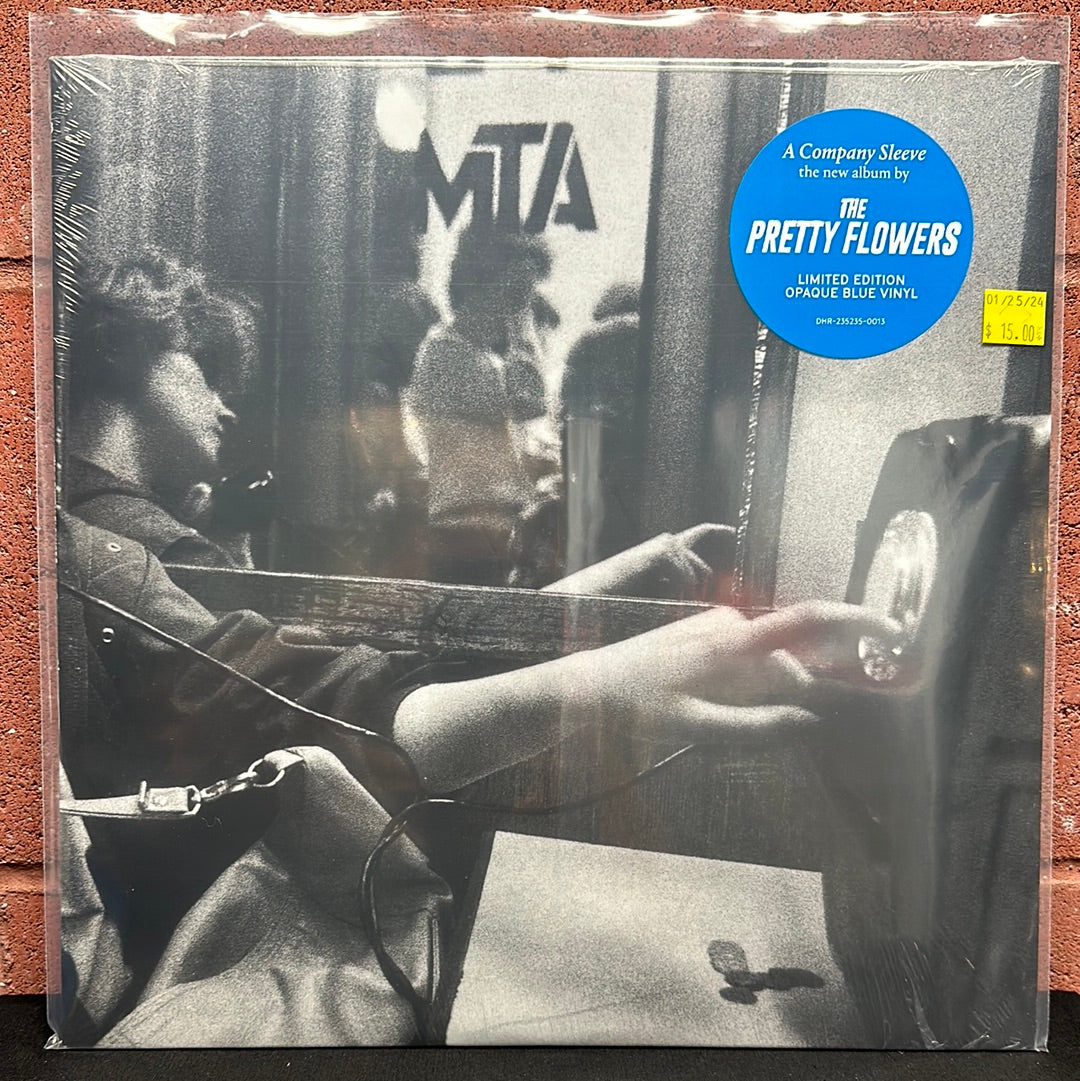 MTA
A Company Sleeve
the new album by
THE
PRETTY FLOWERS
LIMITED EDITION
OPAQUE BLUE VINYL
DHR-235235-0013
01/25/24
$ 15.00